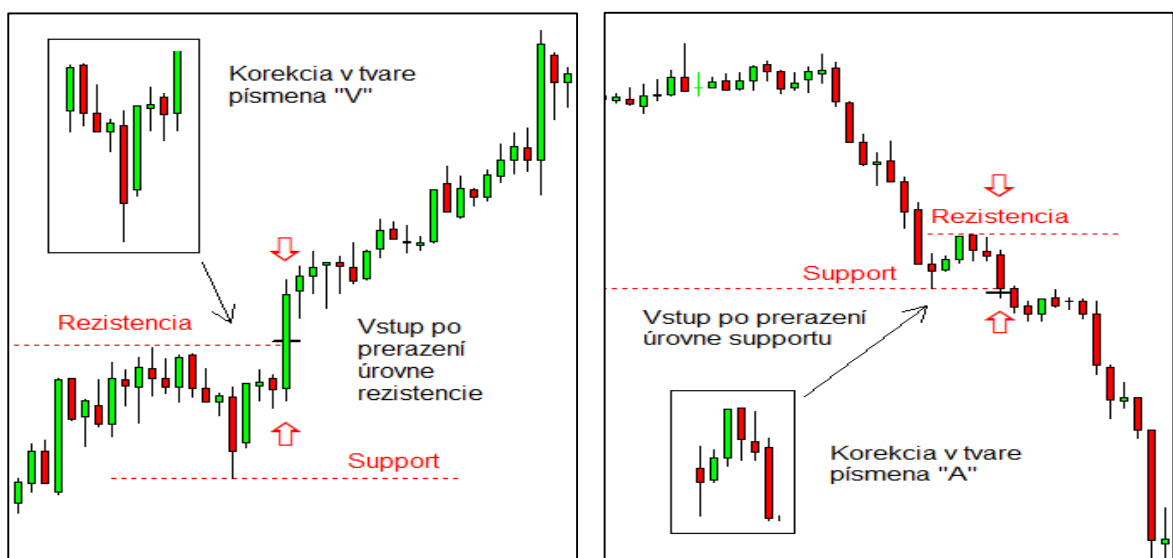 Korekcia v tvare
písmena "V"
Rezistencia
Vstup po
prerazení
úrovne
rezistencie
Support
Rezistencia
Support
Vstup po prerazení
úrovne supportu
Korekcia v tvare
písmena "A"